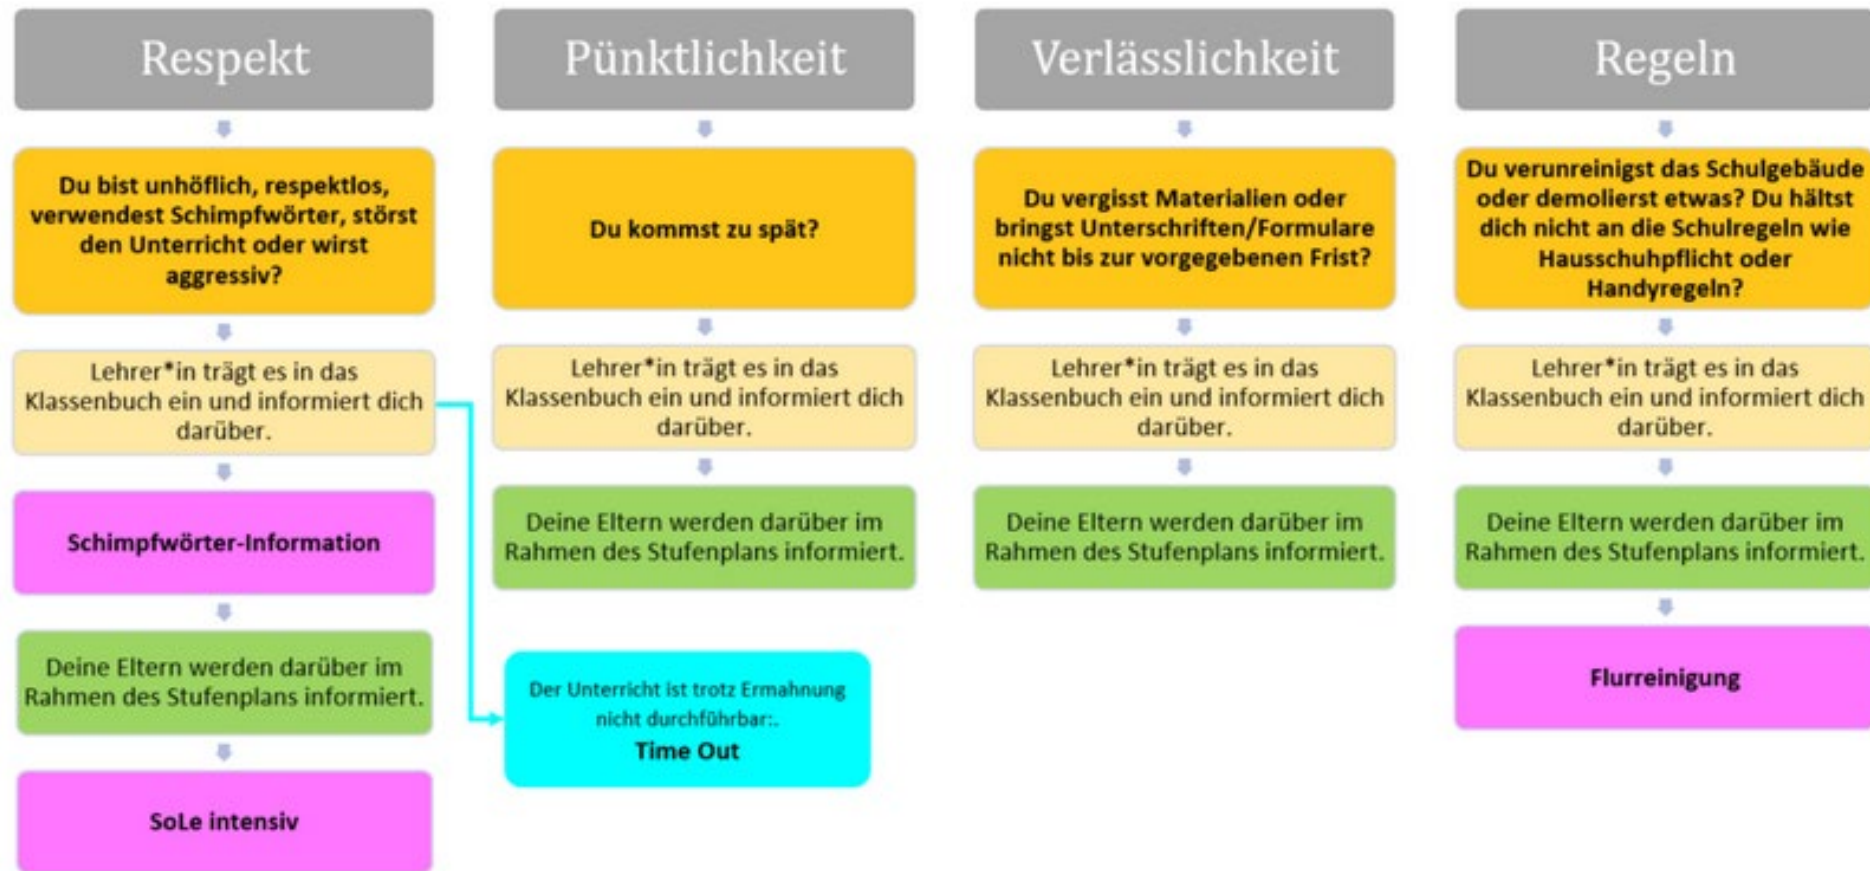 Respekt
Du bist unhöflich, respektlos,
verwendest Schimpfwörter, störst
den Unterricht oder wirst
aggressiv?
Lehrer*in trägt es in das
Klassenbuch ein und informiert dich
darüber.
Schimpfwörter-Information
Deine Eltern werden darüber im
Rahmen des Stufenplans informiert.
SoLe intensiv
Pünktlichkeit
Du kommst zu spät?
Lehrer*in trägt es in das
Klassenbuch ein und informiert dich
darüber.
Deine Eltern werden darüber im
Rahmen des Stufenplans informiert.
Der Unterricht ist trotz Ermahnung
nicht durchführbar:.
Time Out
Verlässlichkeit
Du vergisst Materialien oder
bringst Unterschriften/Formulare
nicht bis zur vorgegebenen Frist?
Lehrer*in trägt es in das
Klassenbuch ein und informiert dich
darüber.
Deine Eltern werden darüber im
Rahmen des Stufenplans informiert.
Regeln
Du verunreinigst das Schulgebäude
oder demolierst etwas? Du hältst
dich nicht an die Schulregeln wie
Hausschuhpflicht oder
Handyregeln?
Lehrer*in trägt es in das
Klassenbuch ein und informiert dich
darüber.
Deine Eltern werden darüber im
Rahmen des Stufenplans informiert.
Flurreinigung